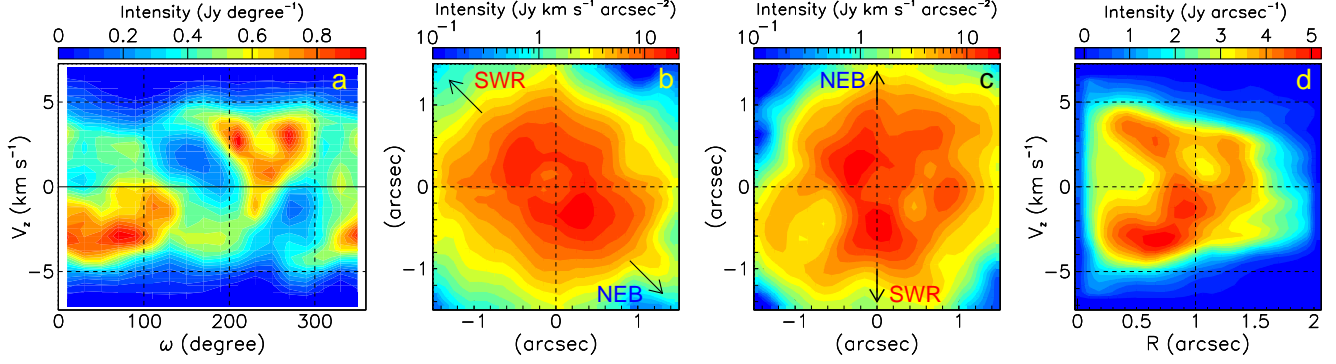 Intensity (Jy degree⁻¹)
0 0.2 0.4 0.6 0.8
a
5
0
−5
V_z (km s⁻¹)
0 100 200 300
ω (degree)
Intensity (Jy km s⁻¹ arcsec⁻²)
10⁻¹ 1 10
b
SWR
NEB
1
0
−1
(arcsec)
−1 0 1
(arcsec)
Intensity (Jy km s⁻¹ arcsec⁻²)
10⁻¹ 1 10
c
NEB
SWR
1
0
−1
(arcsec)
−1 0 1
(arcsec)
Intensity (Jy arcsec⁻¹)
0 1 2 3 4 5
d
5
0
−5
V_z (km s⁻¹)
0 0.5 1 1.5 2
R (arcsec)